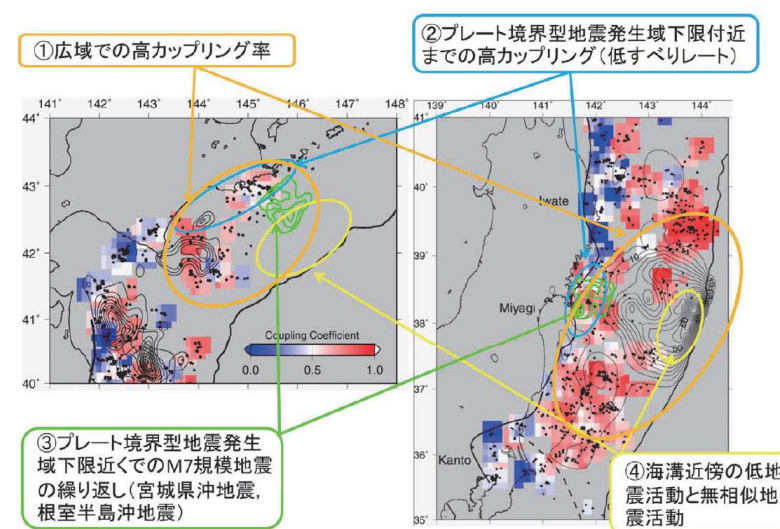 ①広域での高カップリング率
②プレート境界型地震発生域下限付近
までの高カップリング(低すべりレート)
141° 142° 143° 144° 145° 146° 147° 148°
44°
43°
42°
41°
40°
Coupling Coefficient
0.0 0.5 1.0
139° 140° 141° 142° 143° 144°
41°
40°
39°
38°
37°
36°
35°
Iwate
Miyagi
Kanto
10
50
③プレート境界型地震発生
域下限近くでのM7規模地震
の繰り返し(宮城県沖地震,
根室半島沖地震)
④海溝近傍の低地
震活動と無相似地
震活動